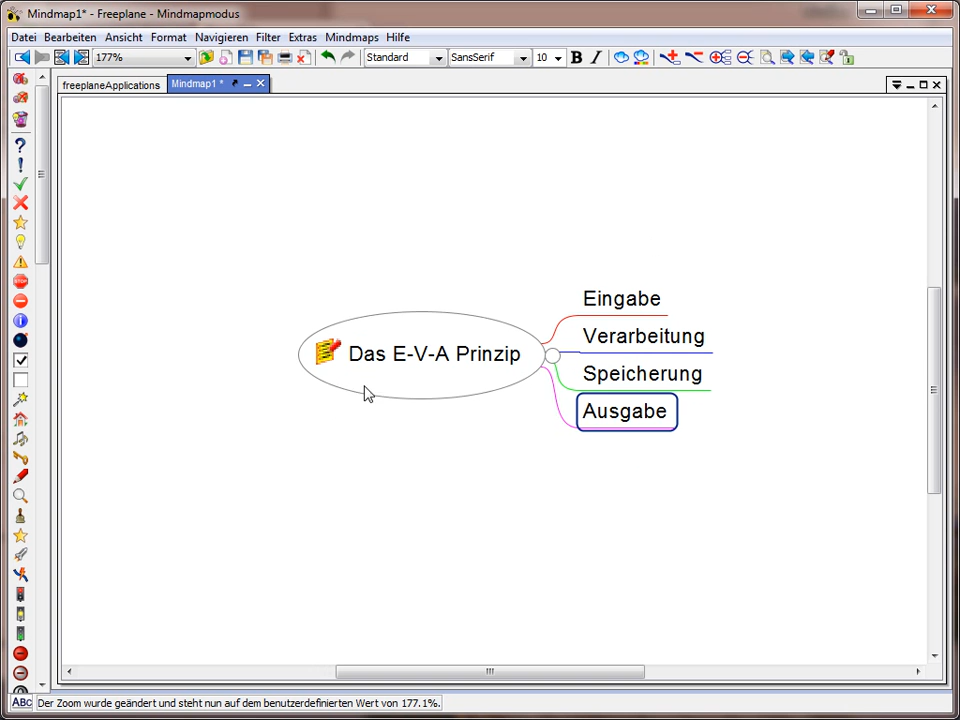 Mindmap1* - Freeplane - Mindmapmodus
Datei Bearbeiten Ansicht Format Navigieren Filter Extras Mindmaps Hilfe
177% Standard SansSerif 10 B I
freeplaneApplications Mindmap1 *
Eingabe
Das E-V-A Prinzip
Verarbeitung
Speicherung
Ausgabe
ABC Der Zoom wurde geändert und steht nun auf dem benutzerdefinierten Wert von 177.1%.